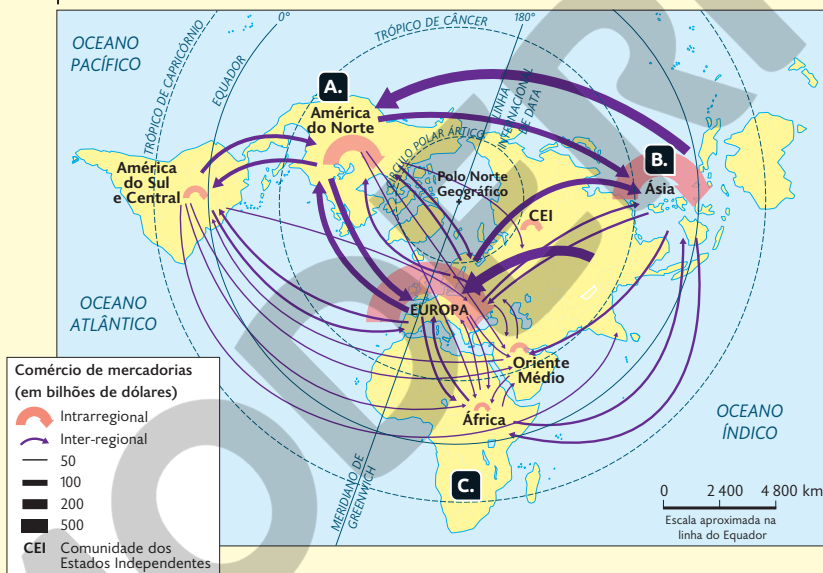 OCEANO
PACÍFICO
TRÓPICO DE CAPRICÓRNIO
EQUADOR
0°
TRÓPICO DE CÂNCER
180°
LINHA
INTERNACIONAL
DE DATA
A.
América
do Norte
CÍRCULO POLAR ÁRTICO
B.
Ásia
América
do Sul
e Central
Polo Norte
Geográfico
CEI
OCEANO
ATLÂNTICO
EUROPA
Oriente
Médio
África
OCEANO
ÍNDICO
C.
MERIDIANO DE
GREENWICH
Comércio de mercadorias
(em bilhões de dólares)
Intrarregional
Inter-regional
50
100
200
500
CEI Comunidade dos
Estados Independentes
0 2 400 4 800 km
Escala aproximada na
linha do Equador